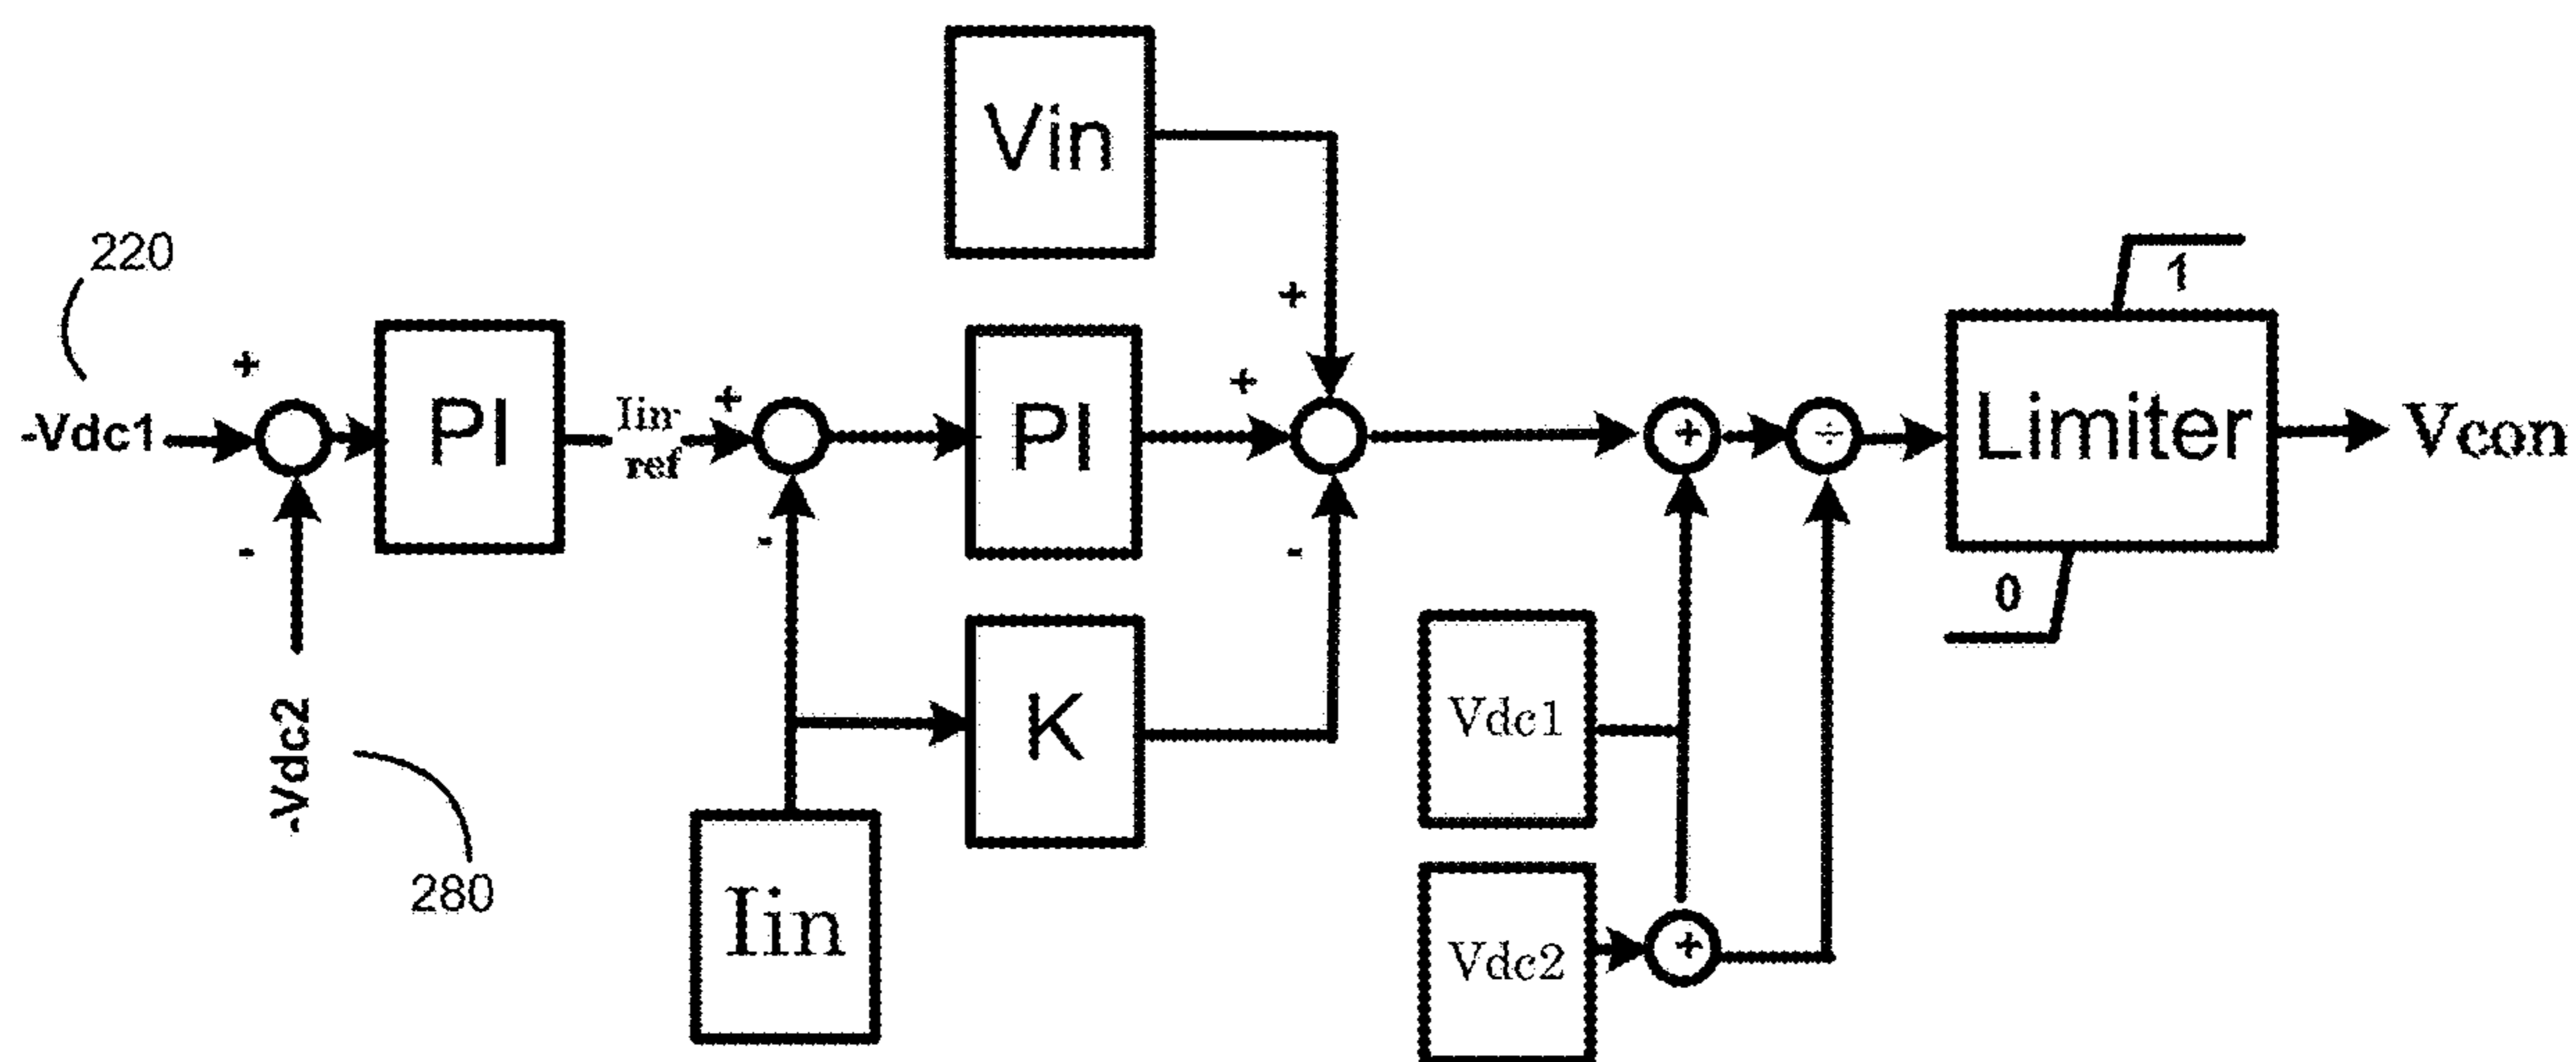 Vin
220
1
+
+
+
+
-Vdc1
PI
Iin
ref
PI
+
÷
Limiter
Vcon
-
-
-
0
K
Vdc1
-Vdc2
280
Iin
Vdc2
+